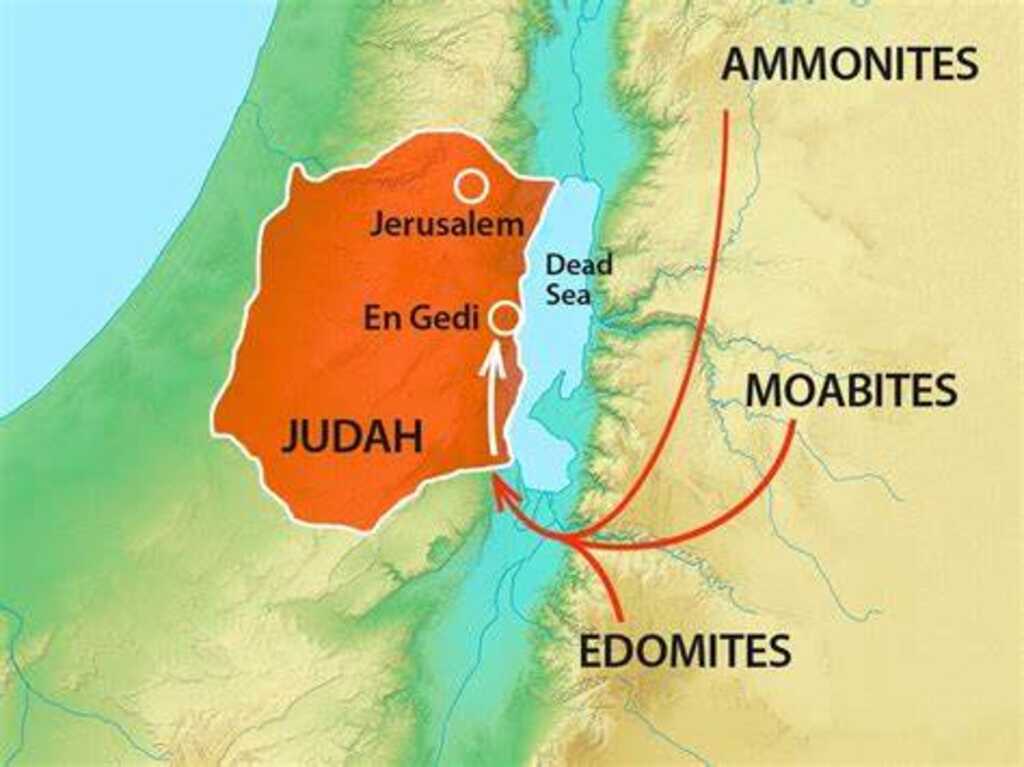 AMMONITES
Jerusalem
Dead
Sea
En Gedi
MOABITES
JUDAH
EDOMITES